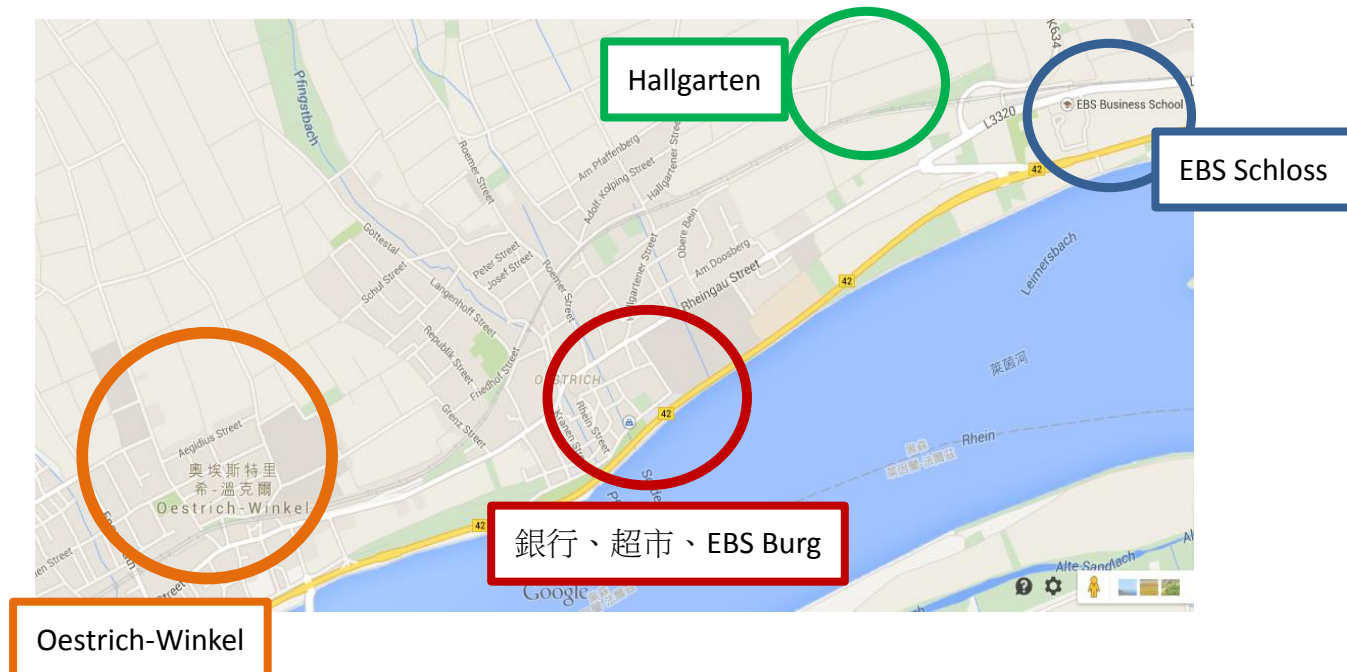 Hallgarten
EBS Schloss
銀行、超市、EBS Burg
Oestrich-Winkel
K634
EBS Business School
L3320
42
Pfingstbach
Roemer Street
Am Pfaffenberg
Adolf-Kolping Street
Hallgartener Street
Obere Bein
Am Doosberg
Rheingau Street
42
Leimersbach
Gottestal
Peter Street
Josef Street
Schul Street
Langenhoff Street
Roemer Street
Hallgartener Street
Republik Street
Friedhof Street
OESTRICH
Kranen Str
Rhein Street
42
Grenz Street
萊茵河
Rhein
Aegidius Street
奧埃斯特里
希-溫克爾
Oestrich-Winkel
42
Google
Alte Sandlach